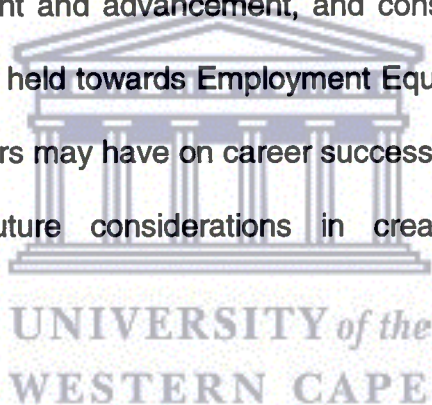 nt and advancement, and cons
held towards Employment Equ
rs may have on career success
uture considerations in crea
UNIVERSITY of the
WESTERN CAPE